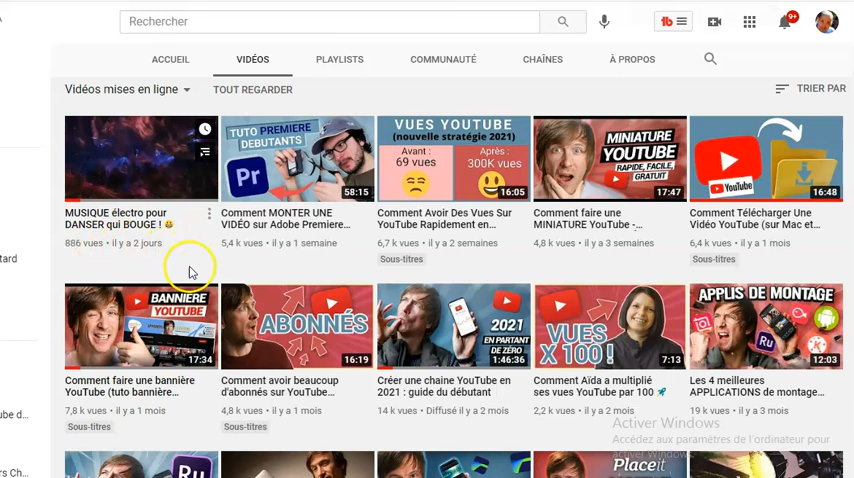 Rechercher
9+
ACCUEIL VIDÉOS PLAYLISTS COMMUNAUTÉ CHAÎNES À PROPOS
Vidéos mises en ligne TOUT REGARDER TRIER PAR
TUTO PREMIERE
DEBUTANTS
Pr
58:15
VUES YOUTUBE
(nouvelle stratégie 2021)
Avant :
69 vues
Après :
300K vues
16:05
MINIATURE
YOUTUBE
RAPIDE, FACILE,
GRATUIT
17:47
YouTube
16:48
MUSIQUE électro pour
DANSER qui BOUGE !
886 vues • il y a 2 jours
Comment MONTER UNE
VIDÉO sur Adobe Premiere...
5,4 k vues • il y a 1 semaine
Comment Avoir Des Vues Sur
YouTube Rapidement en...
6,7 k vues • il y a 2 semaines
Sous-titres
Comment faire une
MINIATURE YouTube -...
4,8 k vues • il y a 3 semaines
Comment Télécharger Une
Vidéo YouTube (sur Mac et...
6,4 k vues • il y a 1 mois
Sous-titres
tard
BANNIÈRE
YOUTUBE
17:34
ABONNÉS
16:19
2021
EN PARTANT
DE ZÉRO
1:46:36
VUES
X 100 !
7:13
APPLIS DE MONTAGE
Ru
12:03
Comment faire une bannière
YouTube (tuto bannière...
7,8 k vues • il y a 1 mois
Sous-titres
Comment avoir beaucoup
d'abonnés sur YouTube...
4,8 k vues • il y a 1 mois
Sous-titres
Créer une chaine YouTube en
2021 : guide du débutant
14 k vues • Diffusé il y a 2 mois
Comment Aïda a multiplié
ses vues YouTube par 100
2,2 k vues • il y a 2 mois
Les 4 meilleures
APPLICATIONS de montage...
19 k vues • il y a 3 mois
ube d...
Activer Windows
Accédez aux paramètres de l'ordinateur pour
activer Windows.
rs Ch...
Ru
Placeit